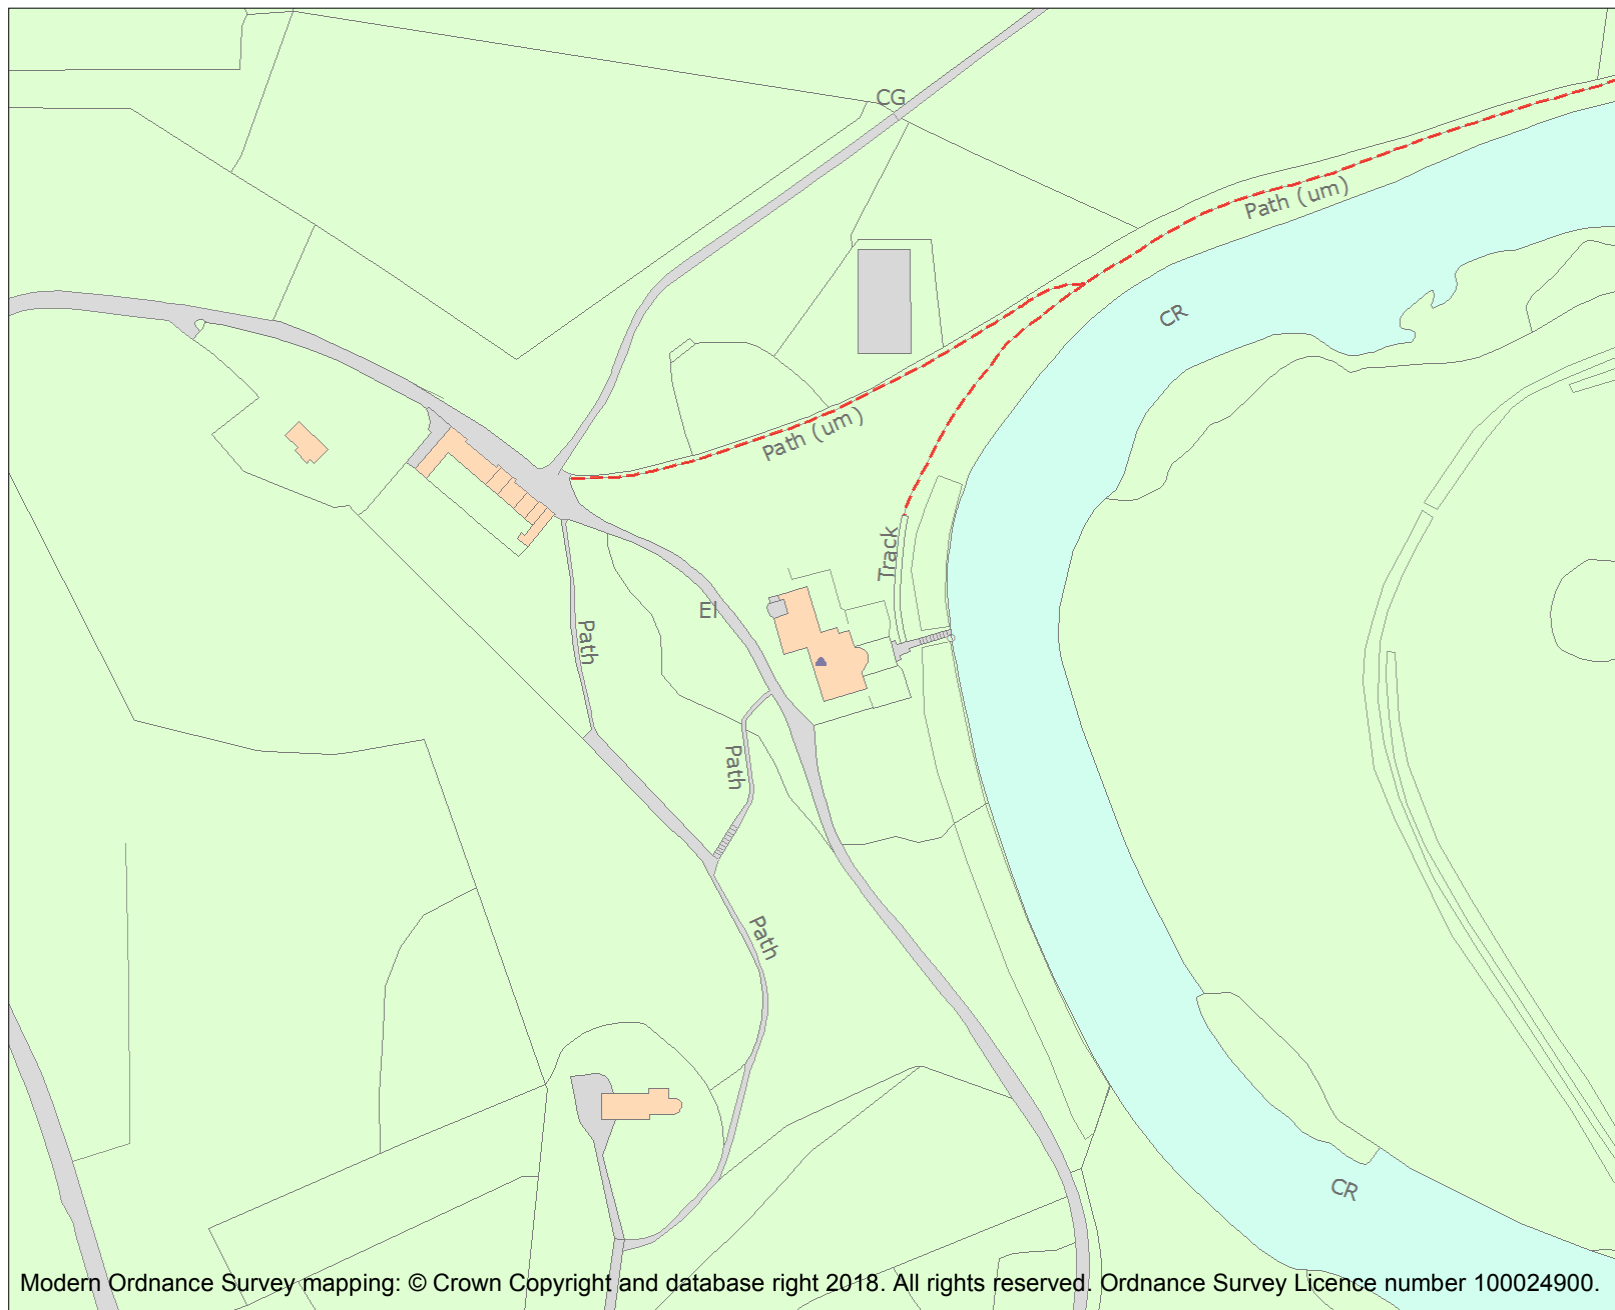 CG
Path (um)
CR
Path (um)
Track
El
Path
Path
Path
CR
Modern Ordnance Survey mapping: © Crown Copyright and database right 2018. All rights reserved. Ordnance Survey Licence number 100024900.